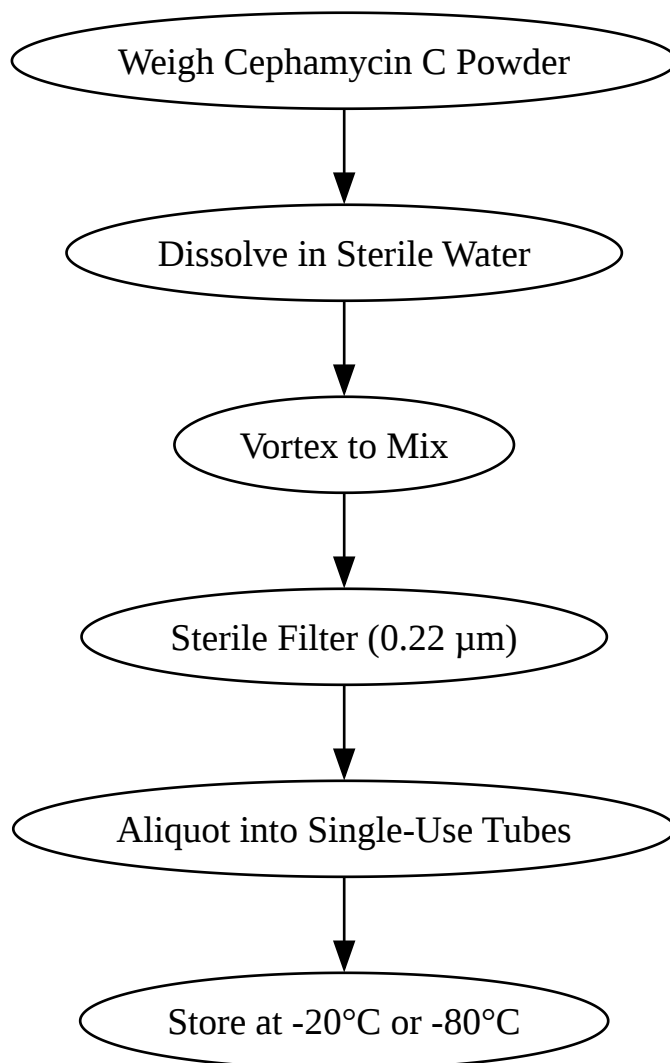 Weigh Cephamycin C Powder
Dissolve in Sterile Water
Vortex to Mix
Sterile Filter (0.22 µm)
Aliquot into Single-Use Tubes
Store at -20°C or -80°C